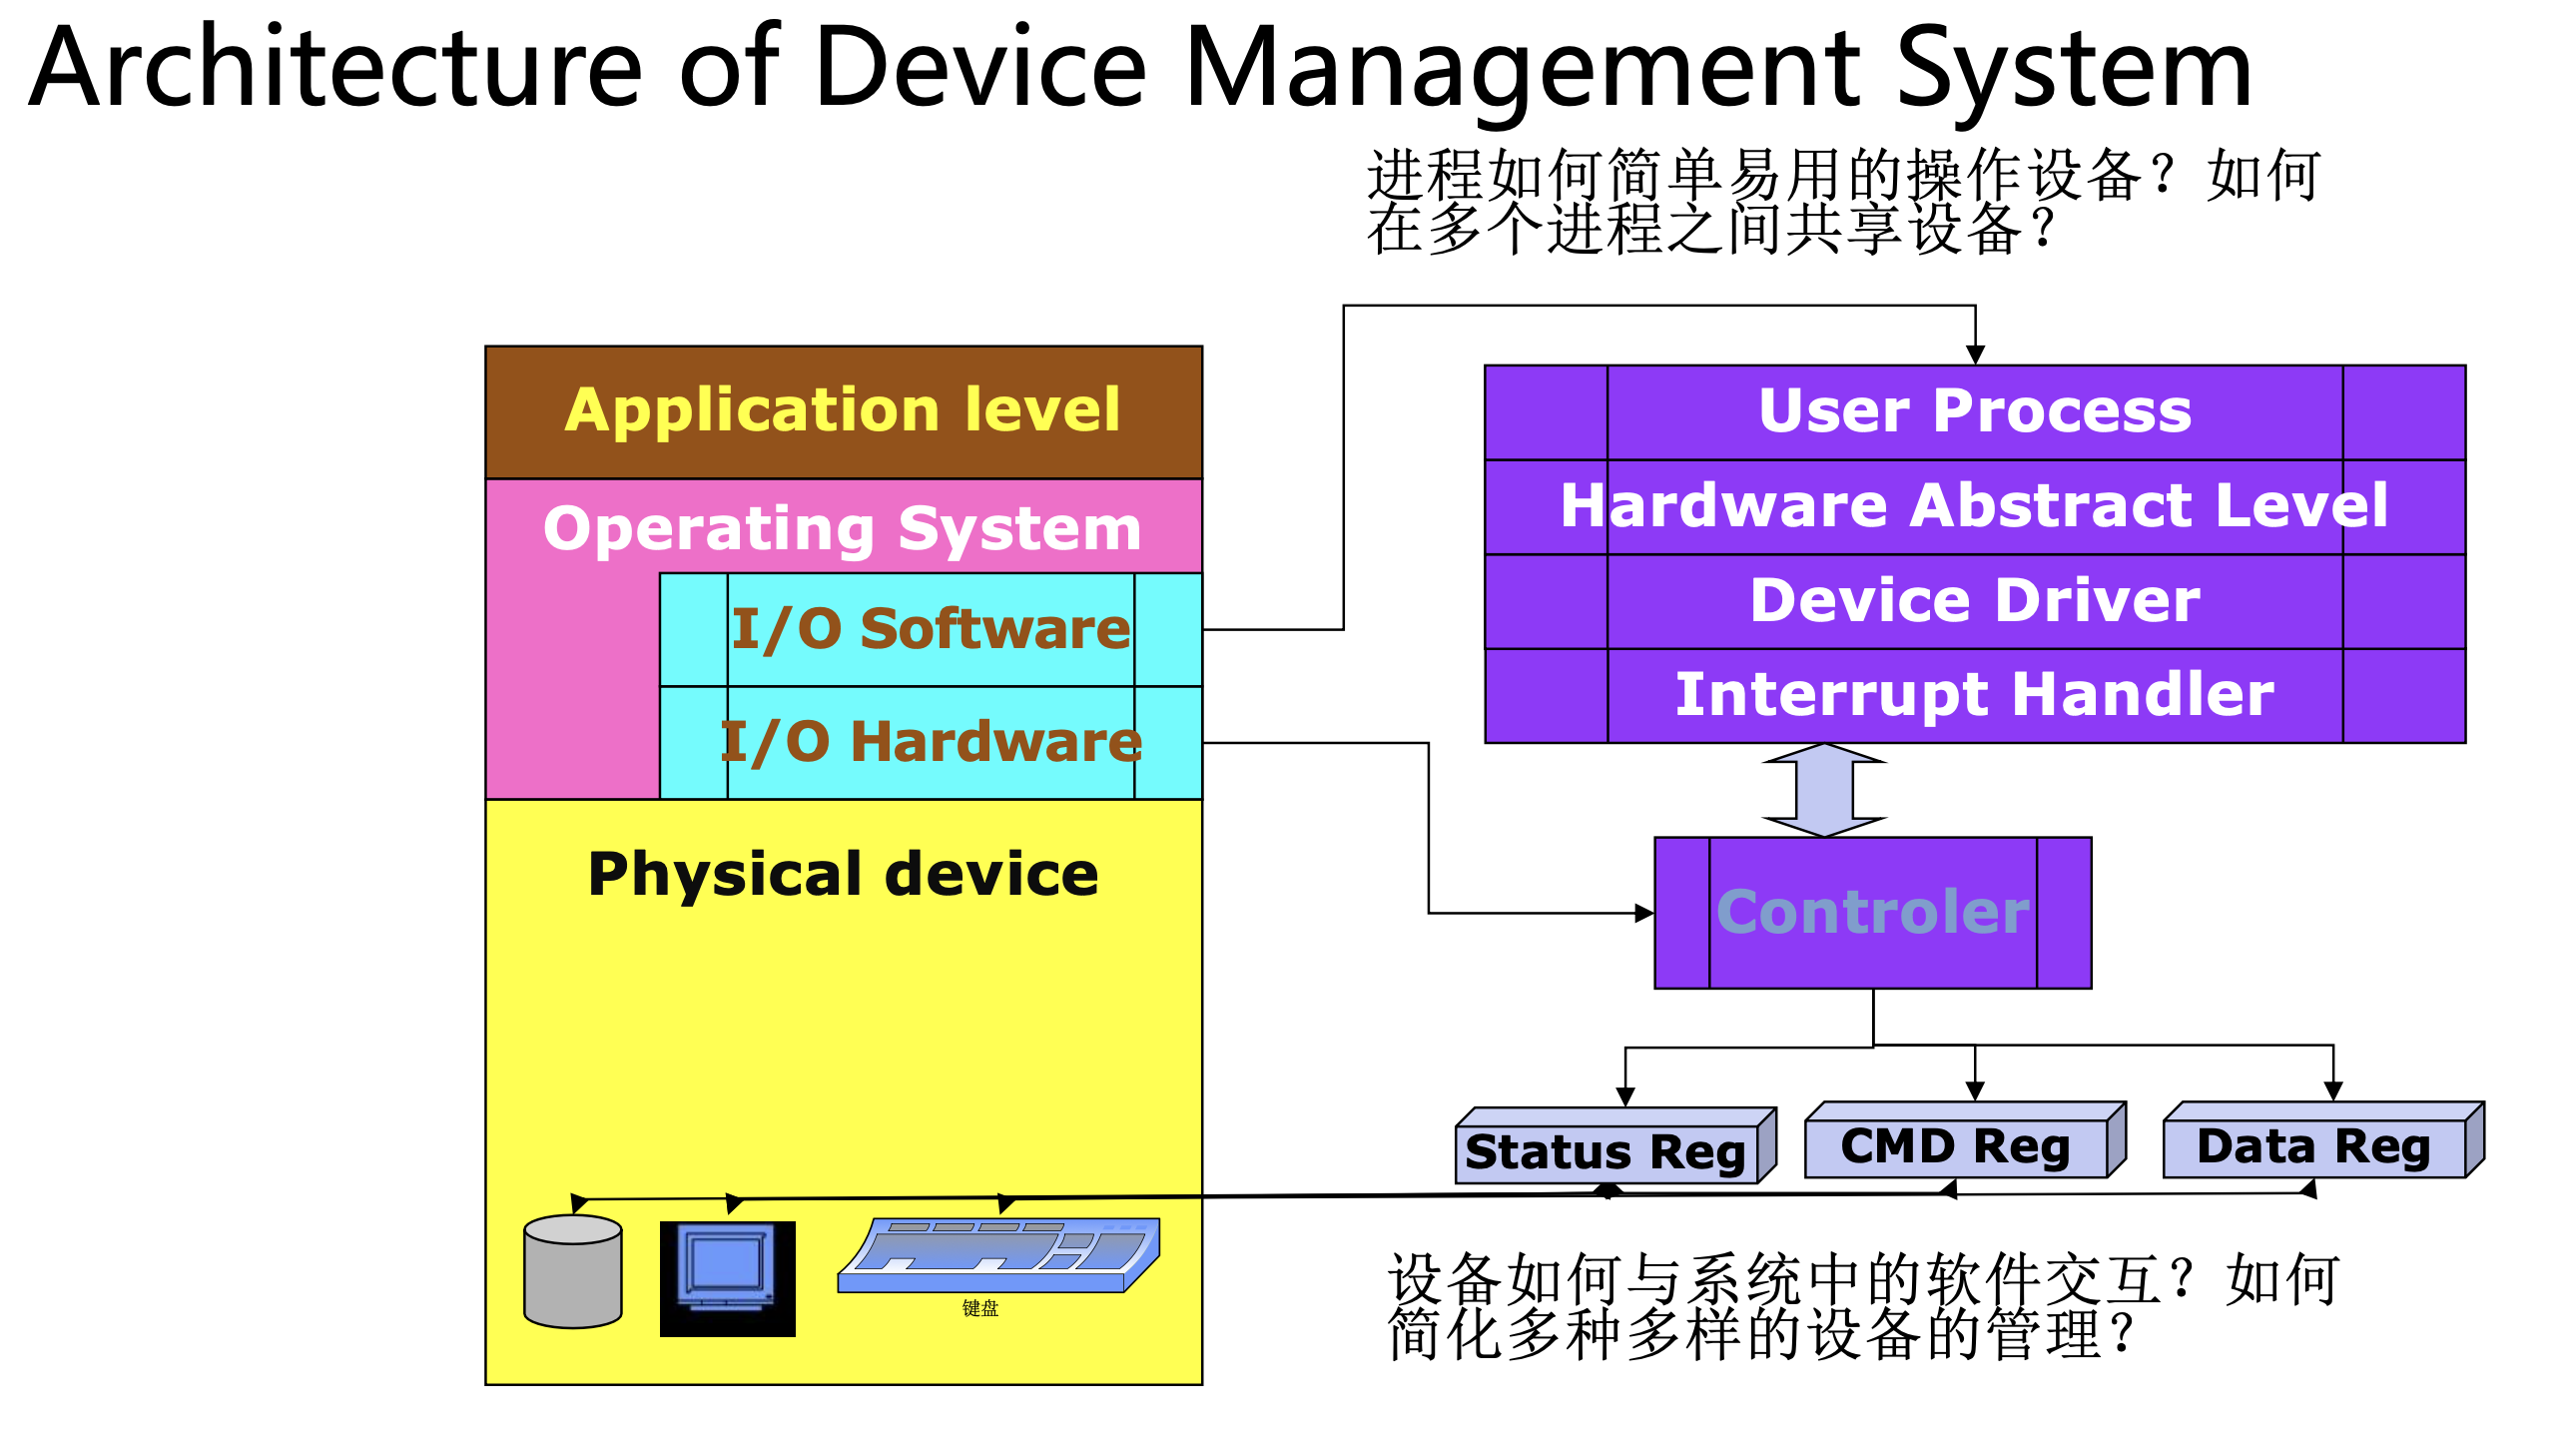 Architecture of Device Management System
进程如何简单易用的操作设备？如何
在多个进程之间共享设备？
Application level
Operating System
I/O Software
I/O Hardware
Physical device
键盘
User Process
Hardware Abstract Level
Device Driver
Interrupt Handler
Controler
Status Reg
CMD Reg
Data Reg
设备如何与系统中的软件交互？如何
简化多种多样的设备的管理？